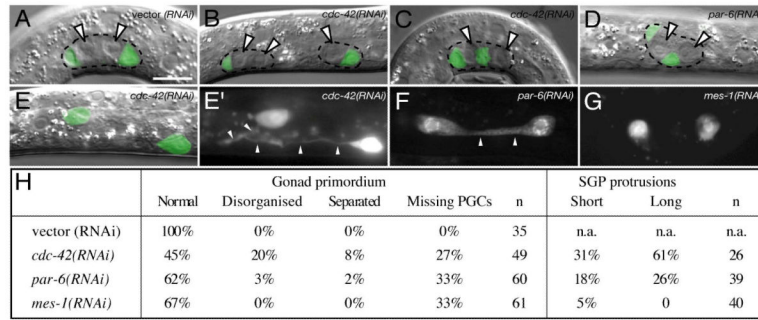 A vector (RNAi) B cdc-42(RNAi) C cdc-42(RNAi) D par-6(RNAi)
E cdc-42(RNAi) E' cdc-42(RNAi) F par-6(RNAi) G mes-1(RNAi)
H Gonad primordium SGP protrusions
Normal Disorganised Separated Missing PGCs n Short Long n
vector (RNAi) 100% 0% 0% 0% 35 n.a. n.a. n.a.
cdc-42(RNAi) 45% 20% 8% 27% 49 31% 61% 26
par-6(RNAi) 62% 3% 2% 33% 60 18% 26% 39
mes-1(RNAi) 67% 0% 0% 33% 61 5% 0 40